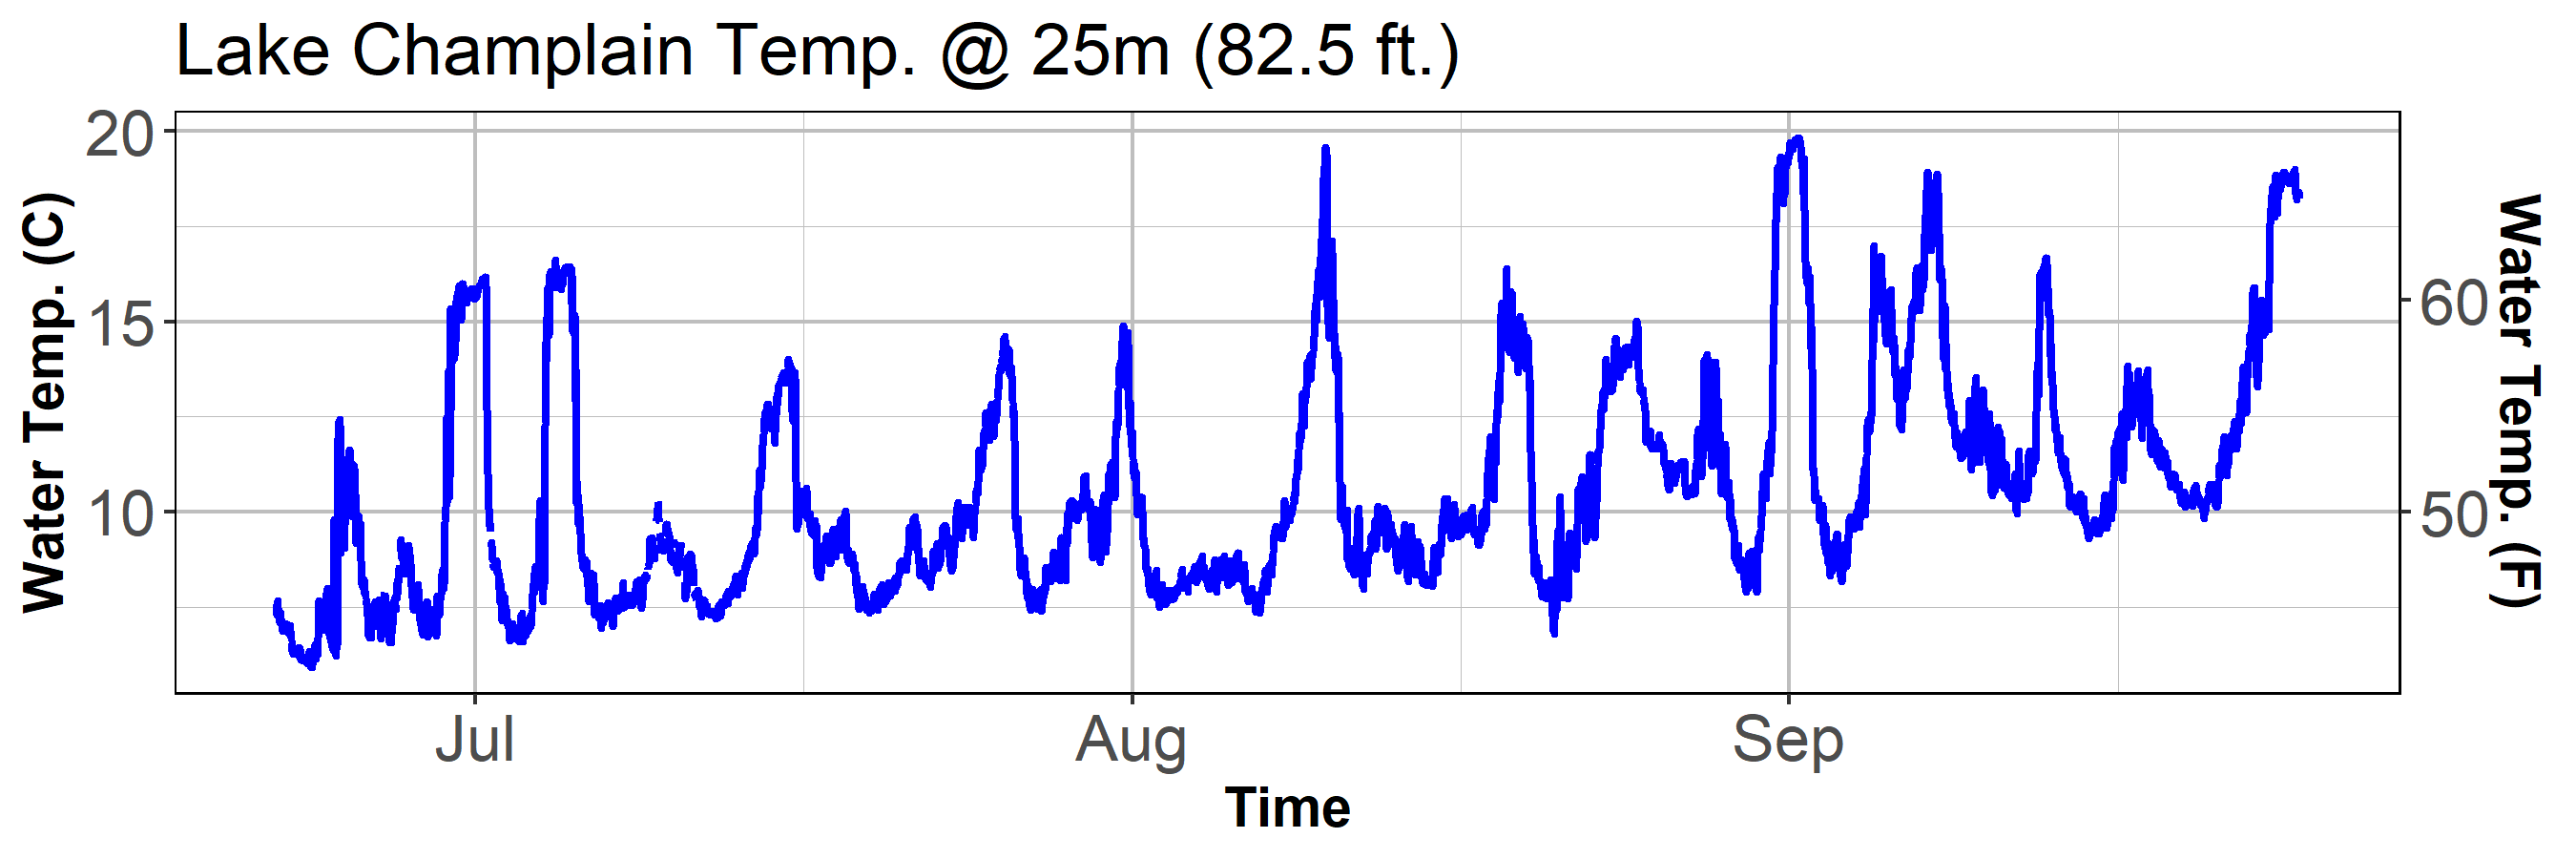 Lake Champlain Temp. @ 25m (82.5 ft.)
20
15
10
Water Temp. (C)
60
50
Water Temp. (F)
Jul Aug Sep
Time